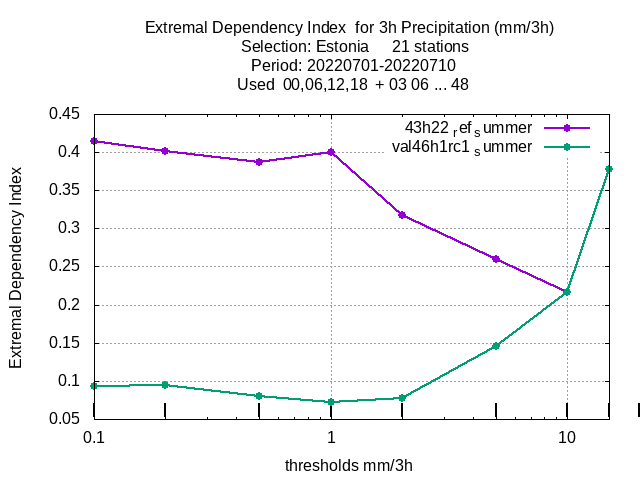 Extremal Dependency Index  for 3h Precipitation (mm/3h)
Selection: Estonia     21 stations
Period: 20220701-20220710
Used  00,06,12,18  + 03 06 ... 48
43h22 ref summer
val46h1rc1 summer
Extremal Dependency Index
0.45
0.4
0.35
0.3
0.25
0.2
0.15
0.1
0.05
0.1 1 10
thresholds mm/3h